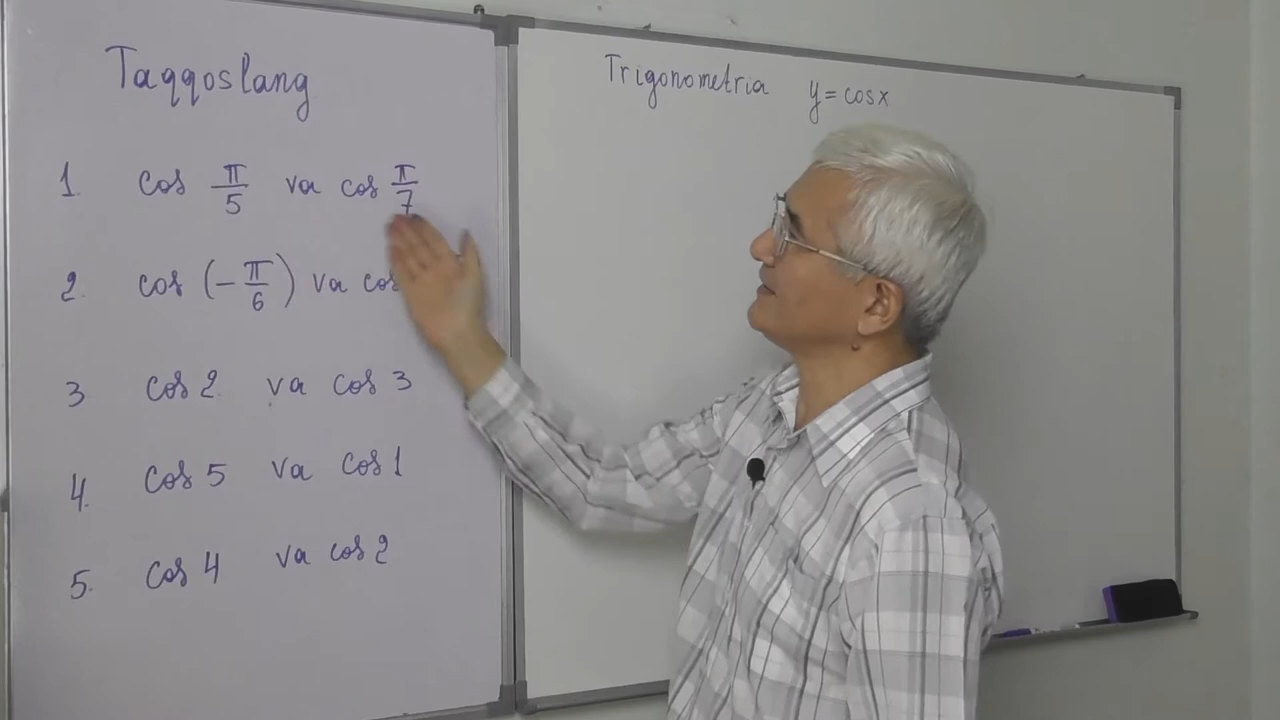 Taqqoslang
1. cos π/5 va cos π/7
2. cos (-π/6) va cos
3 cos 2 va cos 3
4. cos 5 va cos 1
5. cos 4 va cos 2
Trigonometria y = cos x